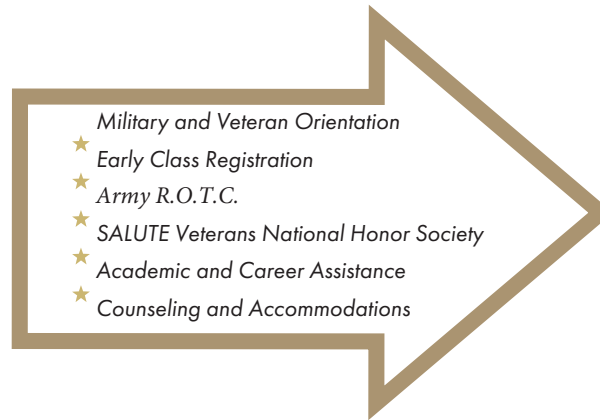 Military and Veteran Orientation
Early Class Registration
Army R.O.T.C.
SALUTE Veterans National Honor Society
Academic and Career Assistance
Counseling and Accommodations